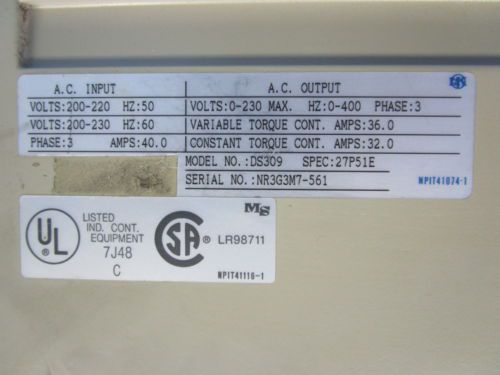 A.C. INPUT
A.C. OUTPUT
VOLTS:200-220 HZ:50
VOLTS:0-230 MAX. HZ:0-400 PHASE:3
VOLTS:200-230 HZ:60
VARIABLE TORQUE CONT. AMPS:36.0
PHASE:3 AMPS:40.0
CONSTANT TORQUE CONT. AMPS:32.0
MODEL NO.:DS309 SPEC:27P51E
SERIAL NO.:NR3G3M7-561
NPIT41074-1
UL
®
LISTED
IND. CONT.
EQUIPMENT
7J48
C
MS
SA ® LR98711
NPIT41116-1